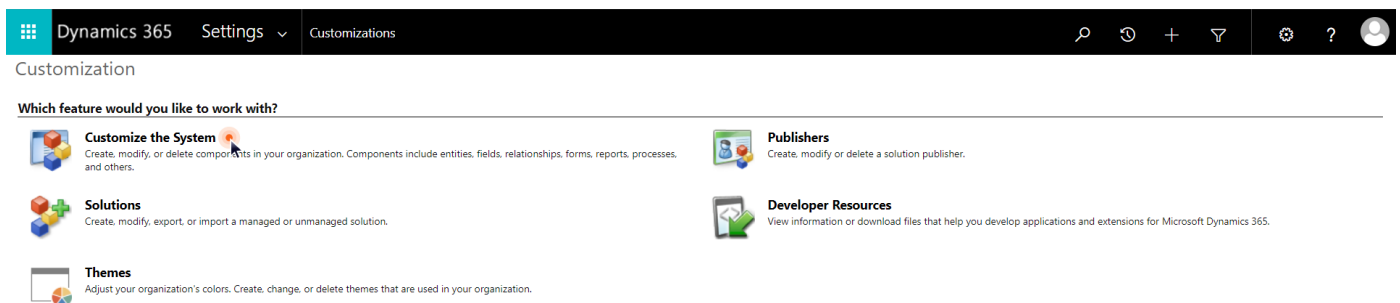 Dynamics 365 Settings Customizations ?
Customization
Which feature would you like to work with?
Customize the System
Create, modify, or delete components in your organization. Components include entities, fields, relationships, forms, reports, processes,
and others.
Publishers
Create, modify or delete a solution publisher.
Solutions
Create, modify, export, or import a managed or unmanaged solution.
Developer Resources
View information or download files that help you develop applications and extensions for Microsoft Dynamics 365.
Themes
Adjust your organization's colors. Create, change, or delete themes that are used in your organization.